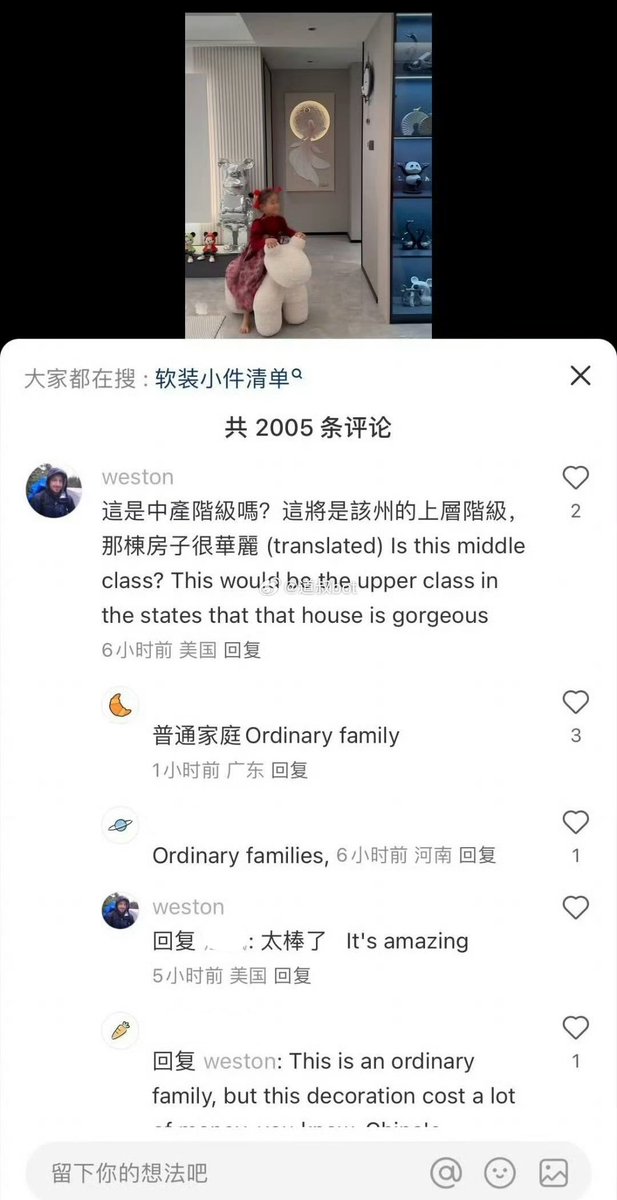 大家都在搜：软装小件清单
共 2005 条评论
weston
這是中產階級嗎？這將是該州的上層階級，
那棟房子很華麗 (translated) Is this middle
class? This would be the upper class in
the states that that house is gorgeous
6小时前 美国 回复
2
普通家庭Ordinary family
1小时前 广东 回复
3
Ordinary families, 6小时前 河南 回复
1
weston
回复 : 太棒了 It's amazing
5小时前 美国 回复
回复 weston: This is an ordinary
family, but this decoration cost a lot
of money, you know, China's
1
留下你的想法吧